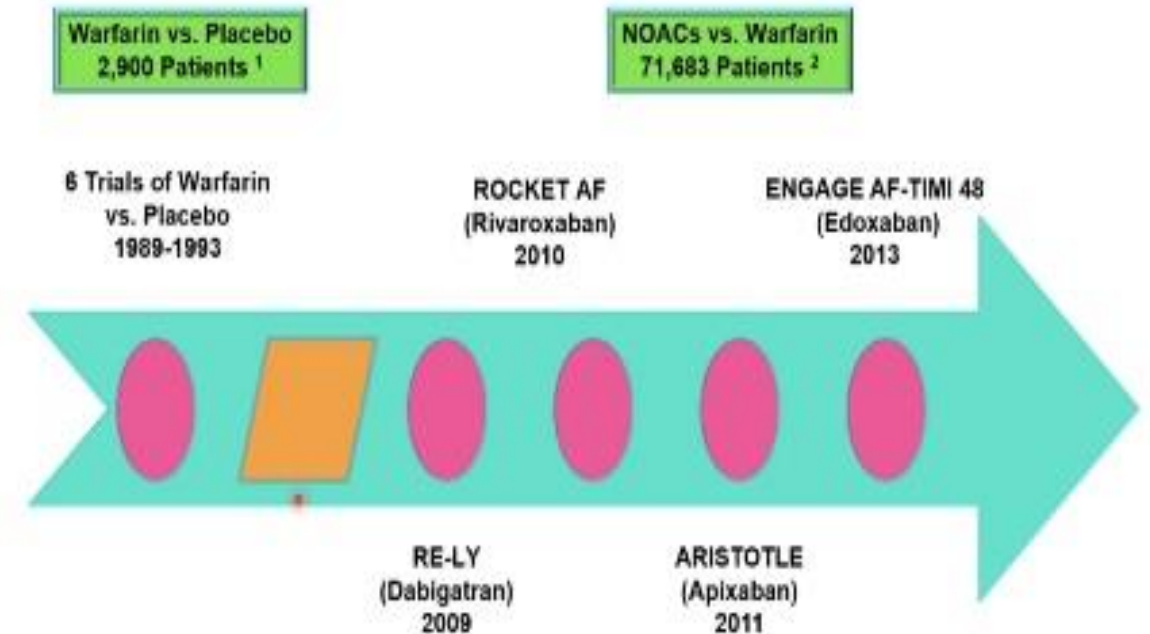 Warfarin vs. Placebo
2,900 Patients ¹
NOACs vs. Warfarin
71,683 Patients ²
6 Trials of Warfarin
vs. Placebo
1989-1993
ROCKET AF
(Rivaroxaban)
2010
ENGAGE AF-TIMI 48
(Edoxaban)
2013
RE-LY
(Dabigatran)
2009
ARISTOTLE
(Apixaban)
2011